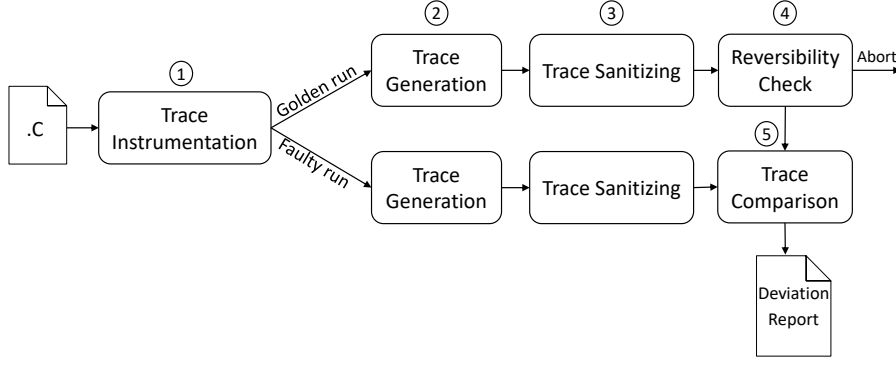 2
3
4
Trace
Generation
Trace Sanitizing
Reversibility
Check
Abort
1
Golden run
.C
Trace
Instrumentation
Faulty run
5
Trace
Generation
Trace Sanitizing
Trace
Comparison
Deviation
Report